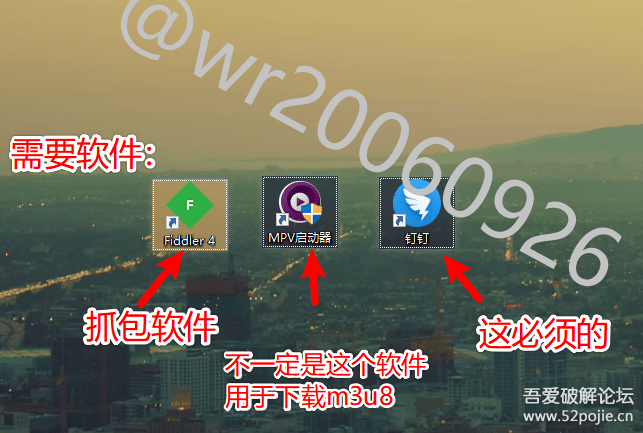 @wr20060926
需要软件：
F
Fiddler 4
MPV启动器
钉钉
抓包软件
不一定是这个软件
用于下载m3u8
这必须的
吾爱破解论坛
www.52pojie.cn